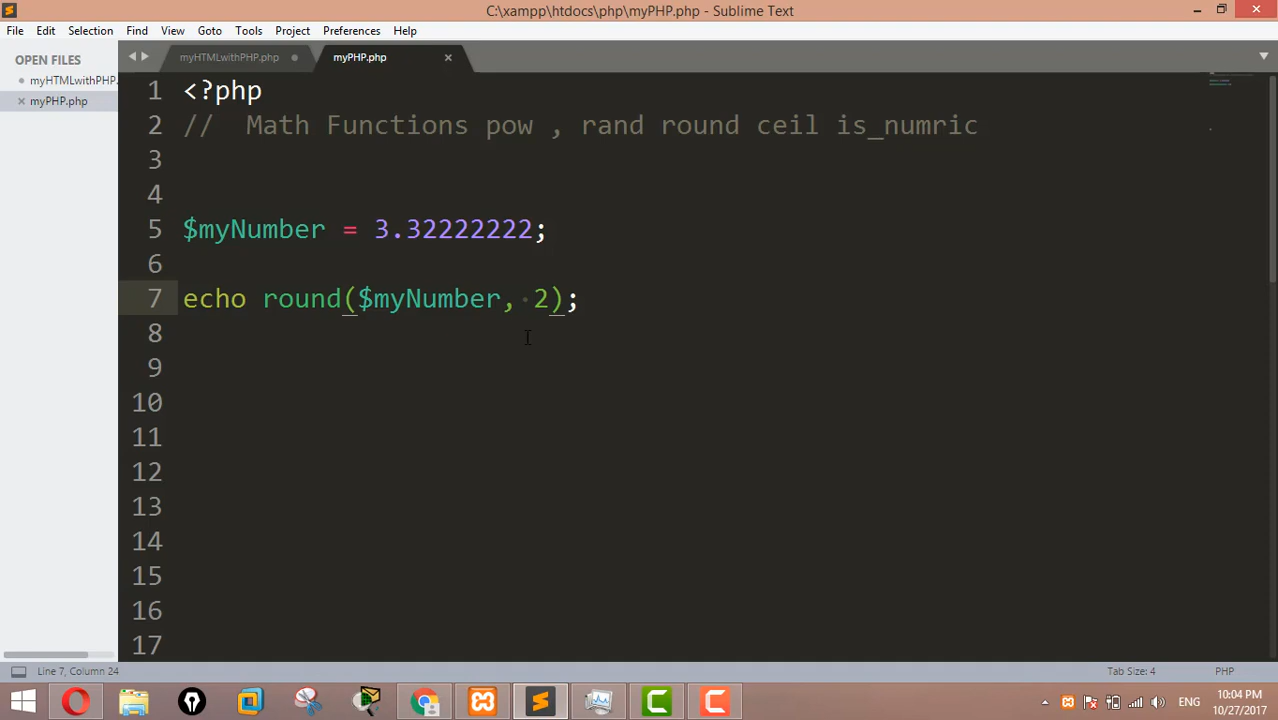 C:\xampp\htdocs\php\myPHP.php - Sublime Text
File Edit Selection Find View Goto Tools Project Preferences Help
OPEN FILES
myHTMLwithPHP.
myPHP.php
myHTMLwithPHP.php myPHP.php
1 <?php
2 //  Math Functions pow , rand round ceil is_numric
3
4
5 $myNumber = 3.32222222;
6
7 echo round($myNumber, 2);
8
9
10
11
12
13
14
15
16
17
Line 7, Column 24 Tab Size: 4 PHP
ENG 10:04 PM
10/27/2017